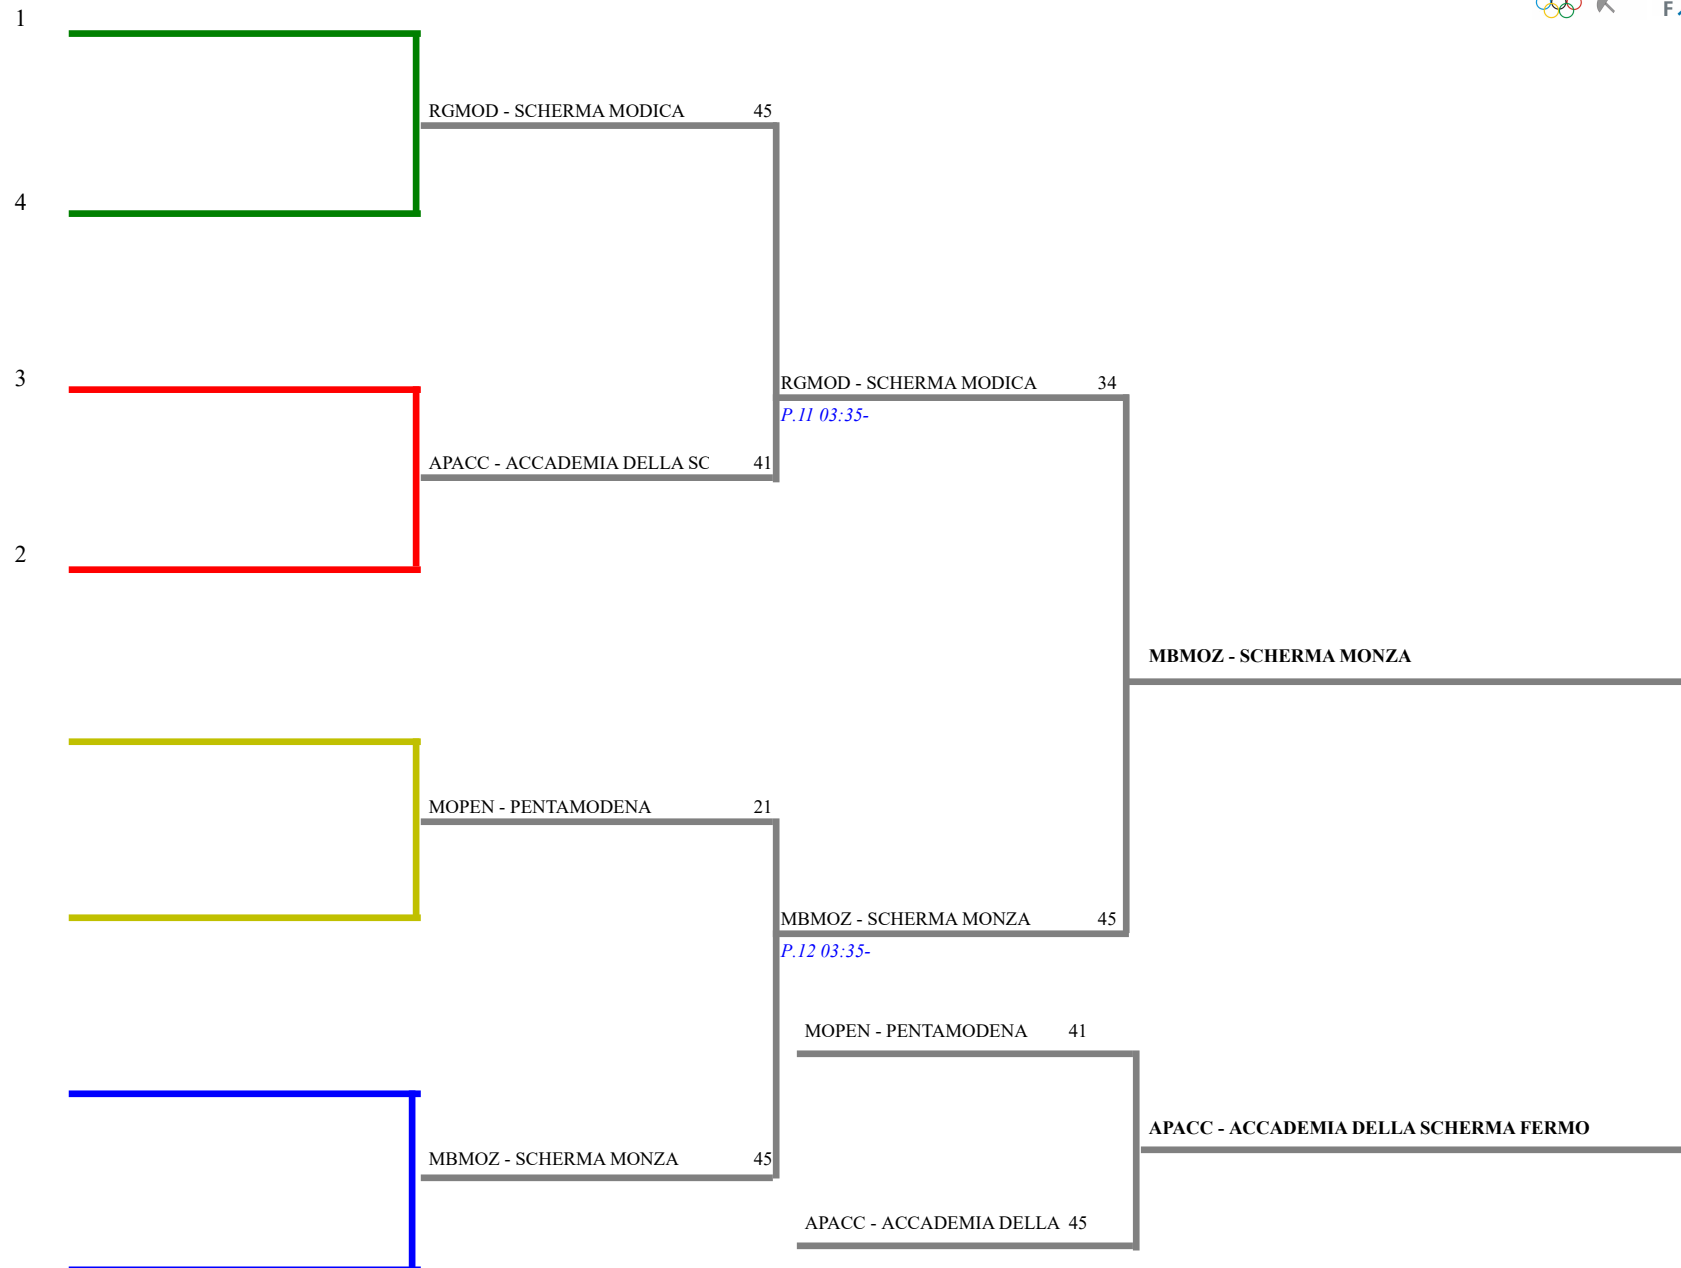 1
RGMOD - SCHERMA MODICA 45
4
3
RGMOD - SCHERMA MODICA 34
P.11 03:35-
APACC - ACCADEMIA DELLA SC 41
2
MBMOZ - SCHERMA MONZA
MOPEN - PENTAMODENA 21
MBMOZ - SCHERMA MONZA 45
P.12 03:35-
MOPEN - PENTAMODENA 41
APACC - ACCADEMIA DELLA SCHERMA FERMO
MBMOZ - SCHERMA MONZA 45
APACC - ACCADEMIA DELLA 45